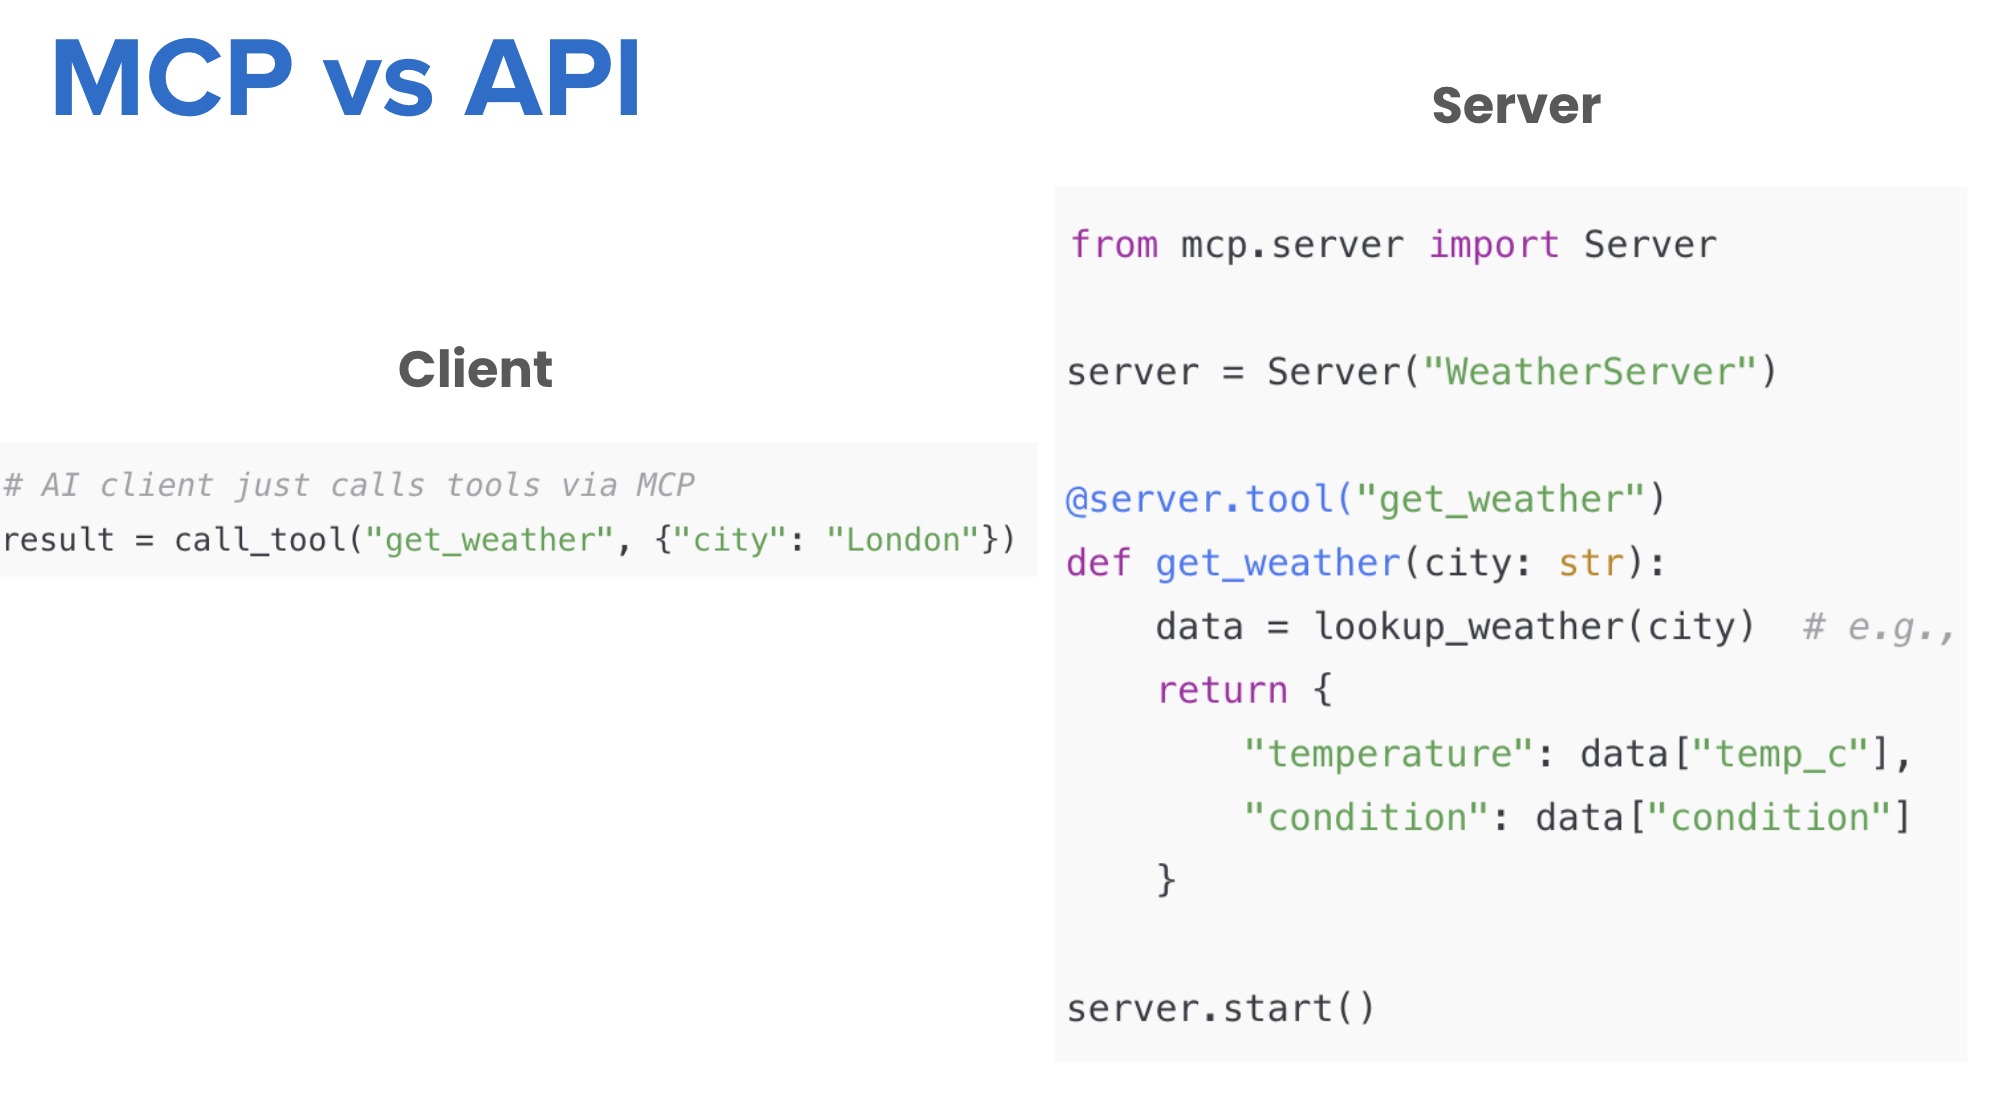 MCP vs API
Client
# AI client just calls tools via MCP
result = call_tool("get_weather", {"city": "London"})
Server
from mcp.server import Server
server = Server("WeatherServer")
@server.tool("get_weather")
def get_weather(city: str):
    data = lookup_weather(city)  # e.g.,
    return {
        "temperature": data["temp_c"],
        "condition": data["condition"]
    }
server.start()